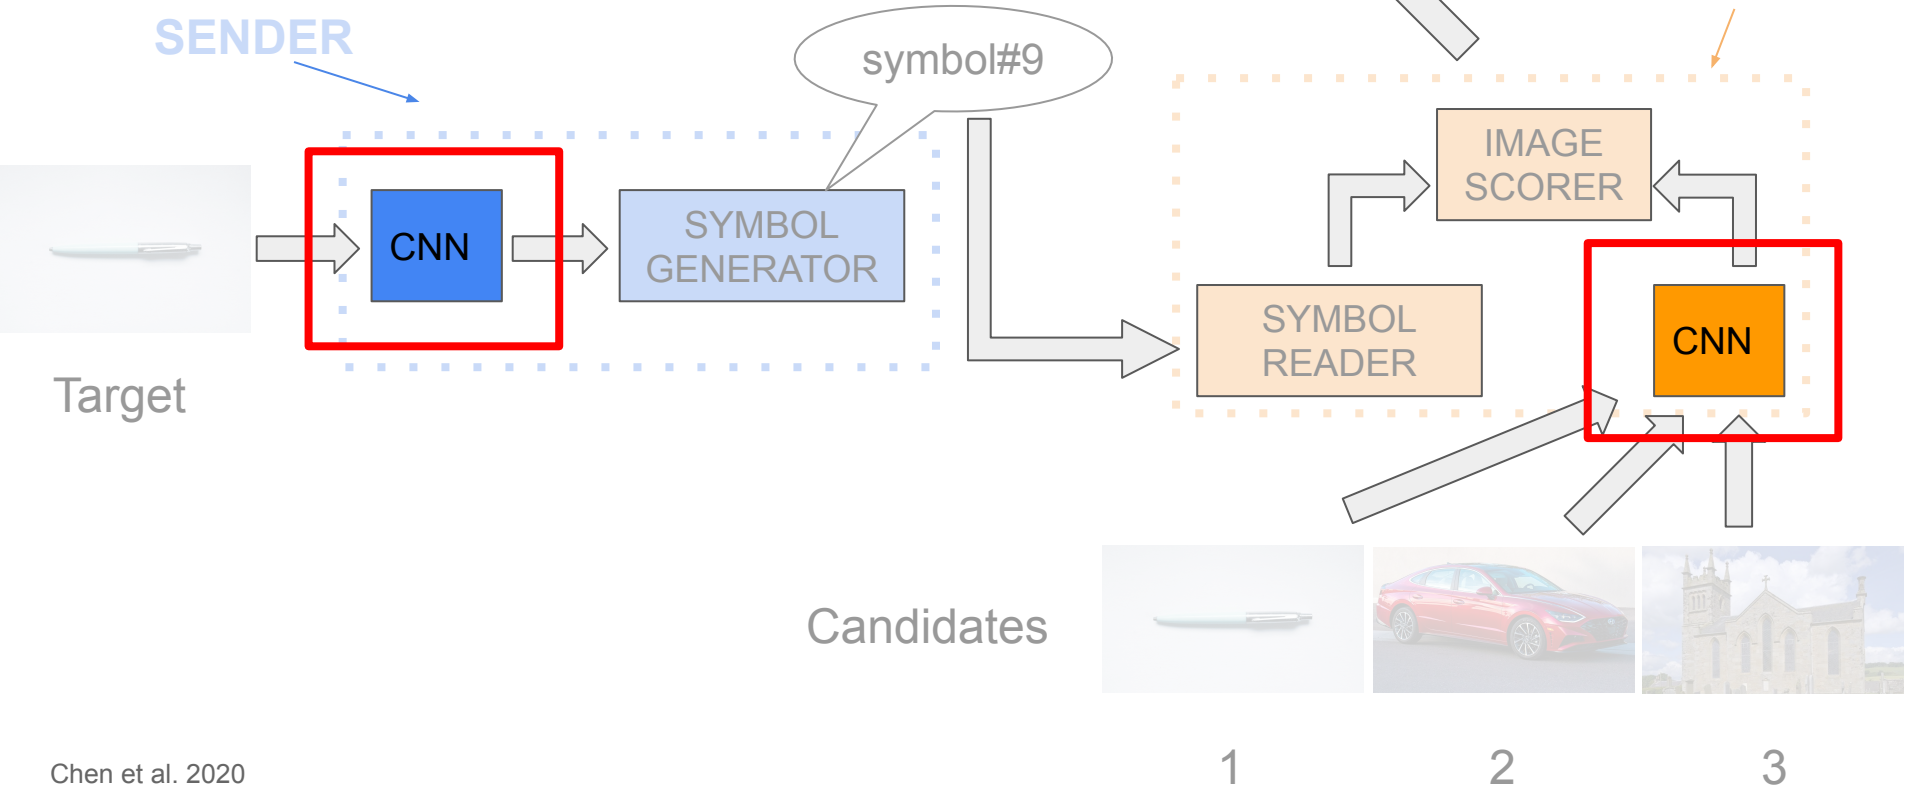 SENDER
symbol#9
CNN
SYMBOL
GENERATOR
IMAGE
SCORER
SYMBOL
READER
CNN
Target
Candidates
1
2
3
Chen et al. 2020